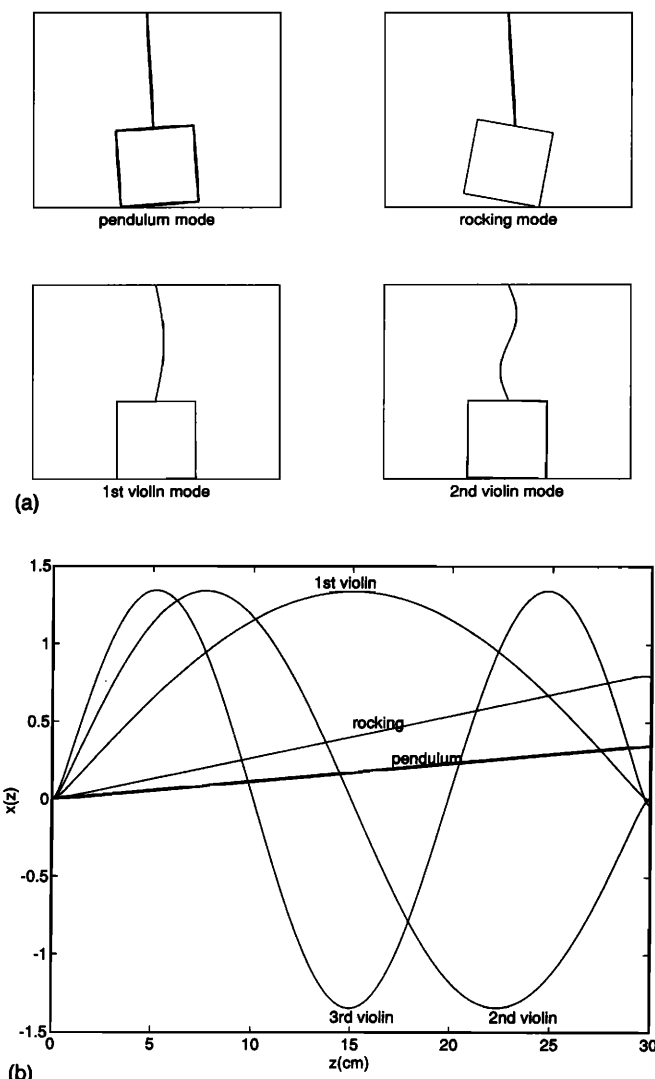 pendulum mode
rocking mode
1st violin mode
2nd violin mode
(a)
1.5
1
0.5
0
-0.5
-1
-1.5
x(z)
1st violin
rocking
pendulum
3rd violin
2nd violin
0
5
10
15
20
25
30
z(cm)
(b)